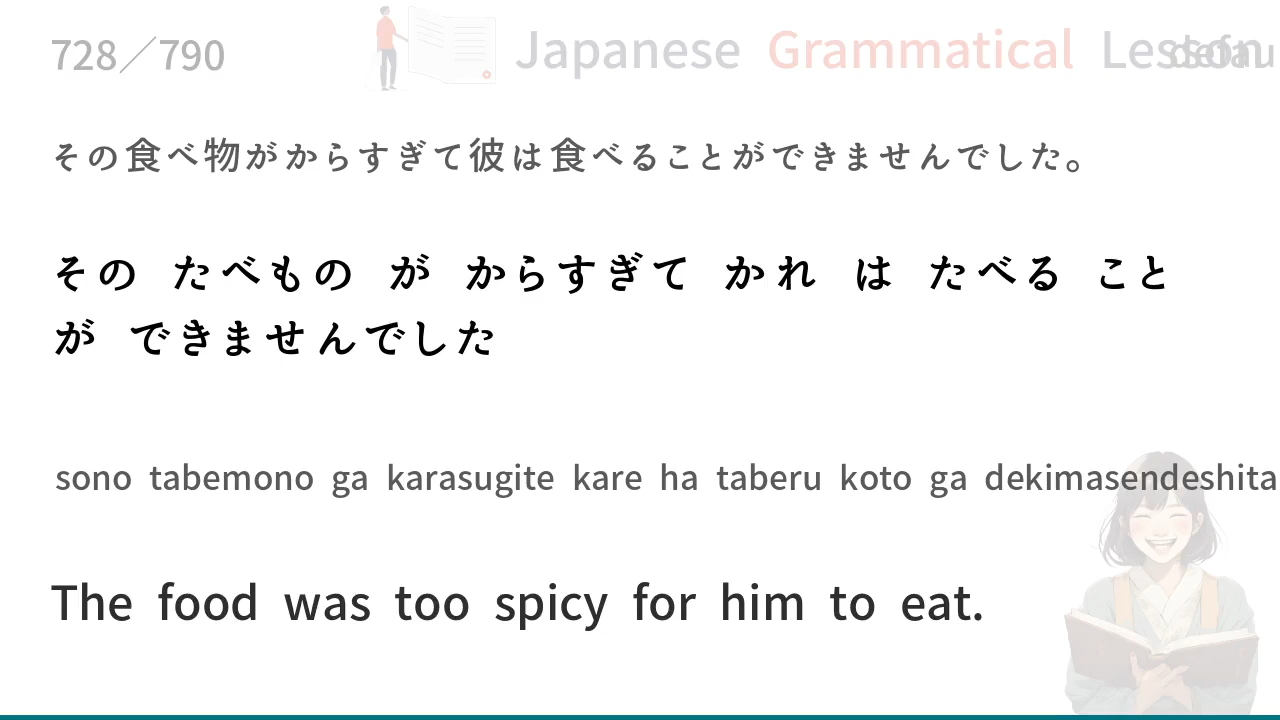 728／790
Japanese Grammatical Lesson
その食べ物がからすぎて彼は食べることができませんでした。
その たべもの が からすぎて かれ は たべる こと
が できませんでした
sono tabemono ga karasugite kare ha taberu koto ga dekimasendeshita
The food was too spicy for him to eat.